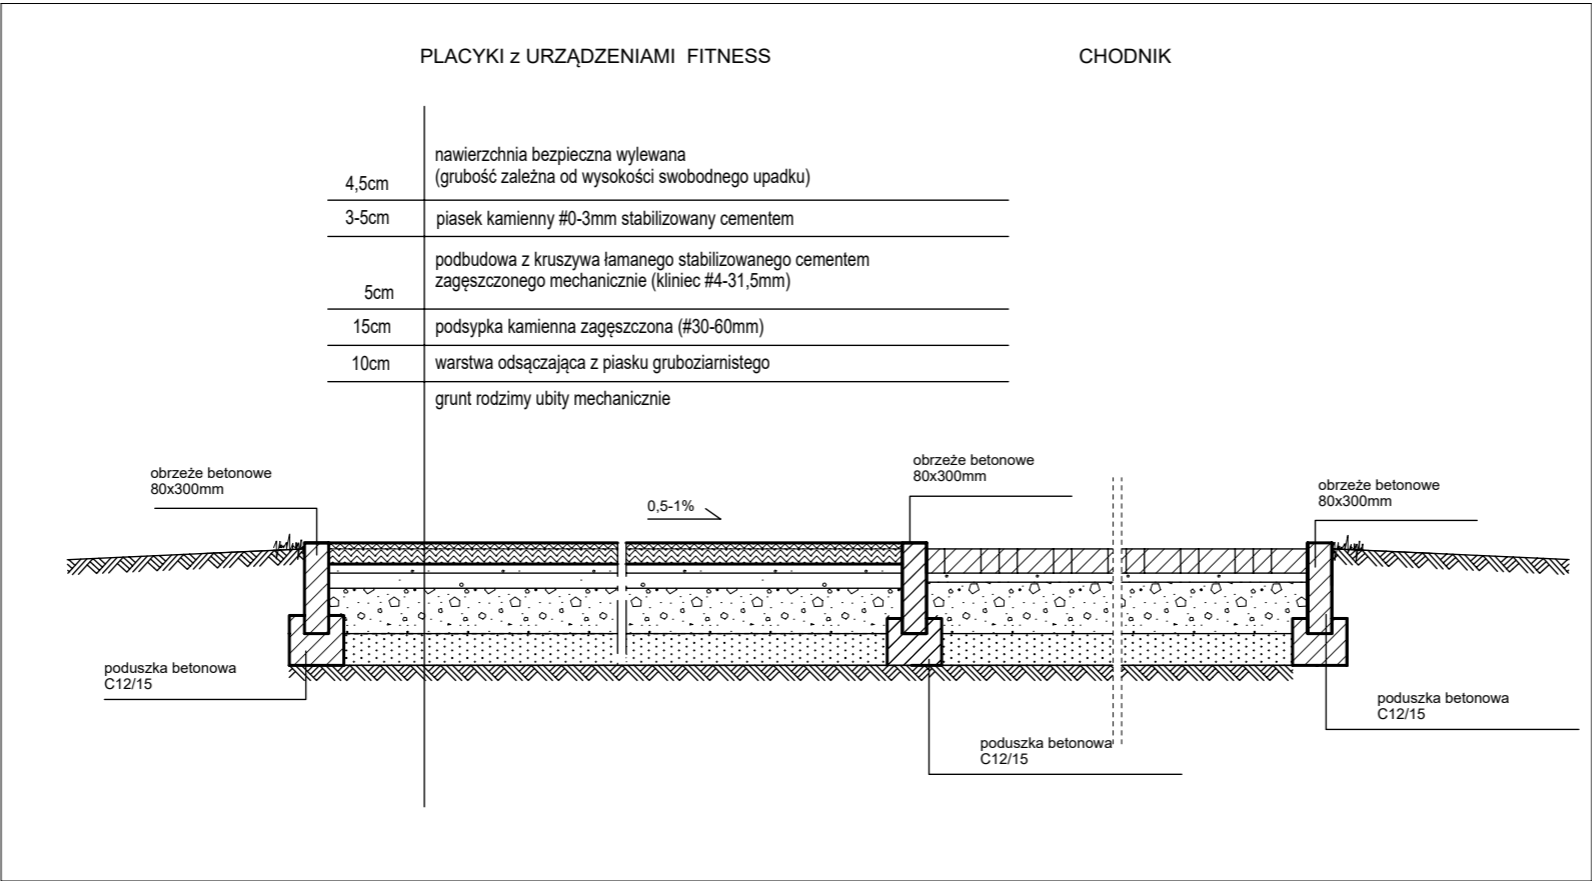 PLACYKI z URZĄDZENIAMI FITNESS
CHODNIK
nawierzchnia bezpieczna wylewana
4,5cm (grubość zależna od wysokości swobodnego upadku)
3-5cm piasek kamienny #0-3mm stabilizowany cementem
podbudowa z kruszywa łamanego stabilizowanego cementem
zagęszczonego mechanicznie (kliniec #4-31,5mm)
5cm
15cm podsypka kamienna zagęszczona (#30-60mm)
10cm warstwa odsączająca z piasku gruboziarnistego
grunt rodzimy ubity mechanicznie
obrzeże betonowe
80x300mm
0,5-1%
obrzeże betonowe
80x300mm
obrzeże betonowe
80x300mm
poduszka betonowa
C12/15
poduszka betonowa
C12/15
poduszka betonowa
C12/15